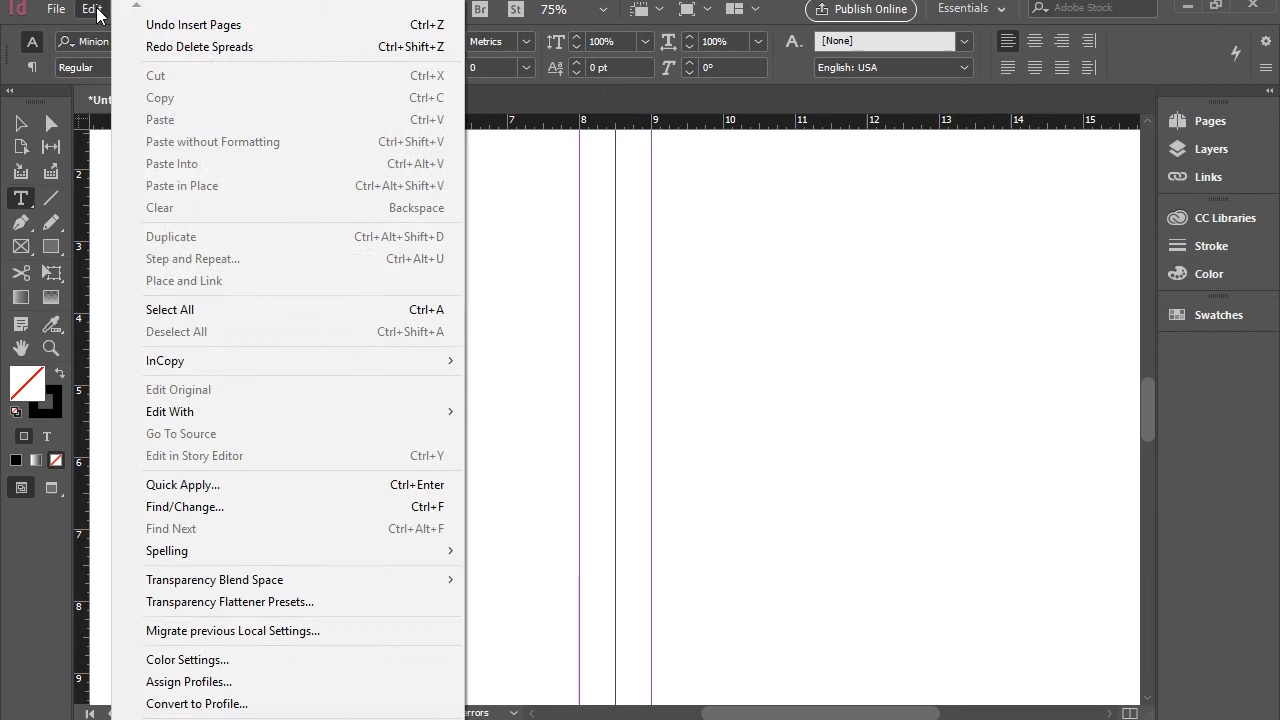 Id File Edit Br St 75% Publish Online Essentials Adobe Stock
A Minion Metrics 100% 100% A. [None]
Regular 0 0 pt 0° English: USA
*Unt
7 8 9 10 11 12 13 14 15
2
3
4
5
6
7
8
9
Undo Insert Pages Ctrl+Z
Redo Delete Spreads Ctrl+Shift+Z
Cut Ctrl+X
Copy Ctrl+C
Paste Ctrl+V
Paste without Formatting Ctrl+Shift+V
Paste Into Ctrl+Alt+V
Paste in Place Ctrl+Alt+Shift+V
Clear Backspace
Duplicate Ctrl+Alt+Shift+D
Step and Repeat... Ctrl+Alt+U
Place and Link
Select All Ctrl+A
Deselect All Ctrl+Shift+A
InCopy
Edit Original
Edit With
Go To Source
Edit in Story Editor Ctrl+Y
Quick Apply... Ctrl+Enter
Find/Change... Ctrl+F
Find Next Ctrl+Alt+F
Spelling
Transparency Blend Space
Transparency Flattener Presets...
Migrate previous Local Settings...
Color Settings...
Assign Profiles...
Convert to Profile...
Pages
Layers
Links
CC Libraries
Stroke
Color
Swatches
errors